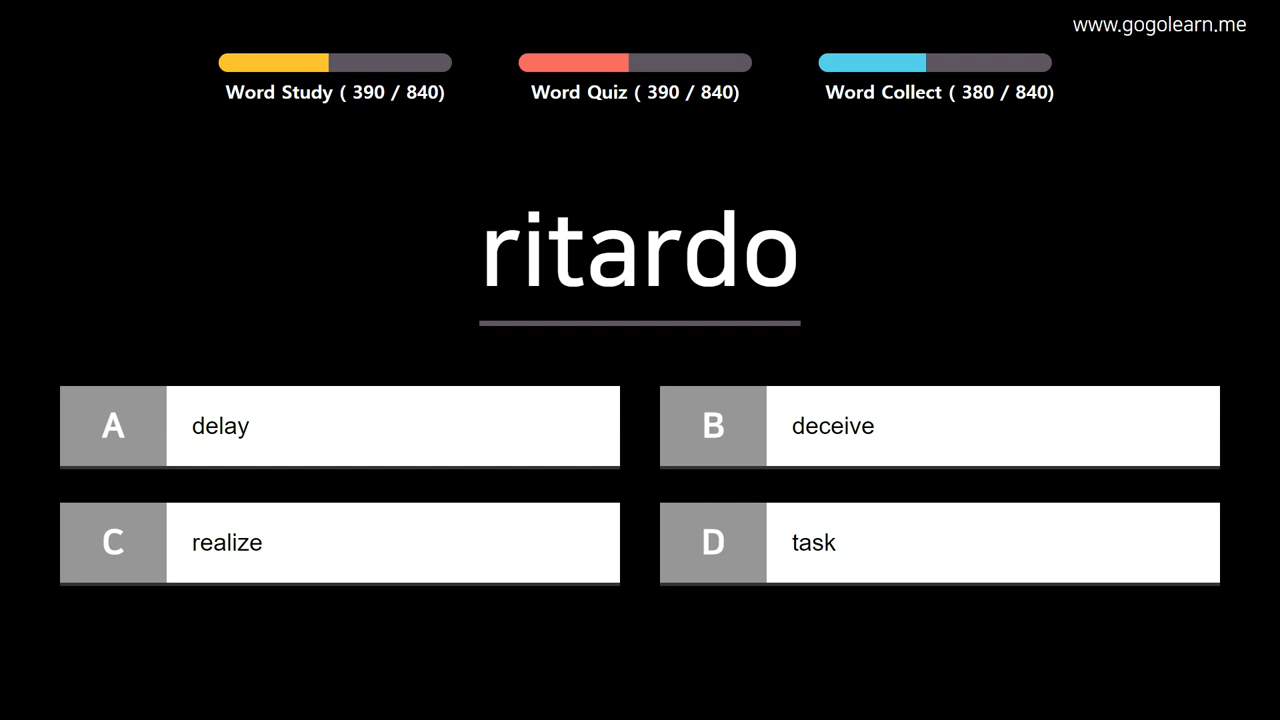 www.gogolearn.me
Word Study ( 390 / 840)
Word Quiz ( 390 / 840)
Word Collect ( 380 / 840)
ritardo
A delay
B deceive
C realize
D task